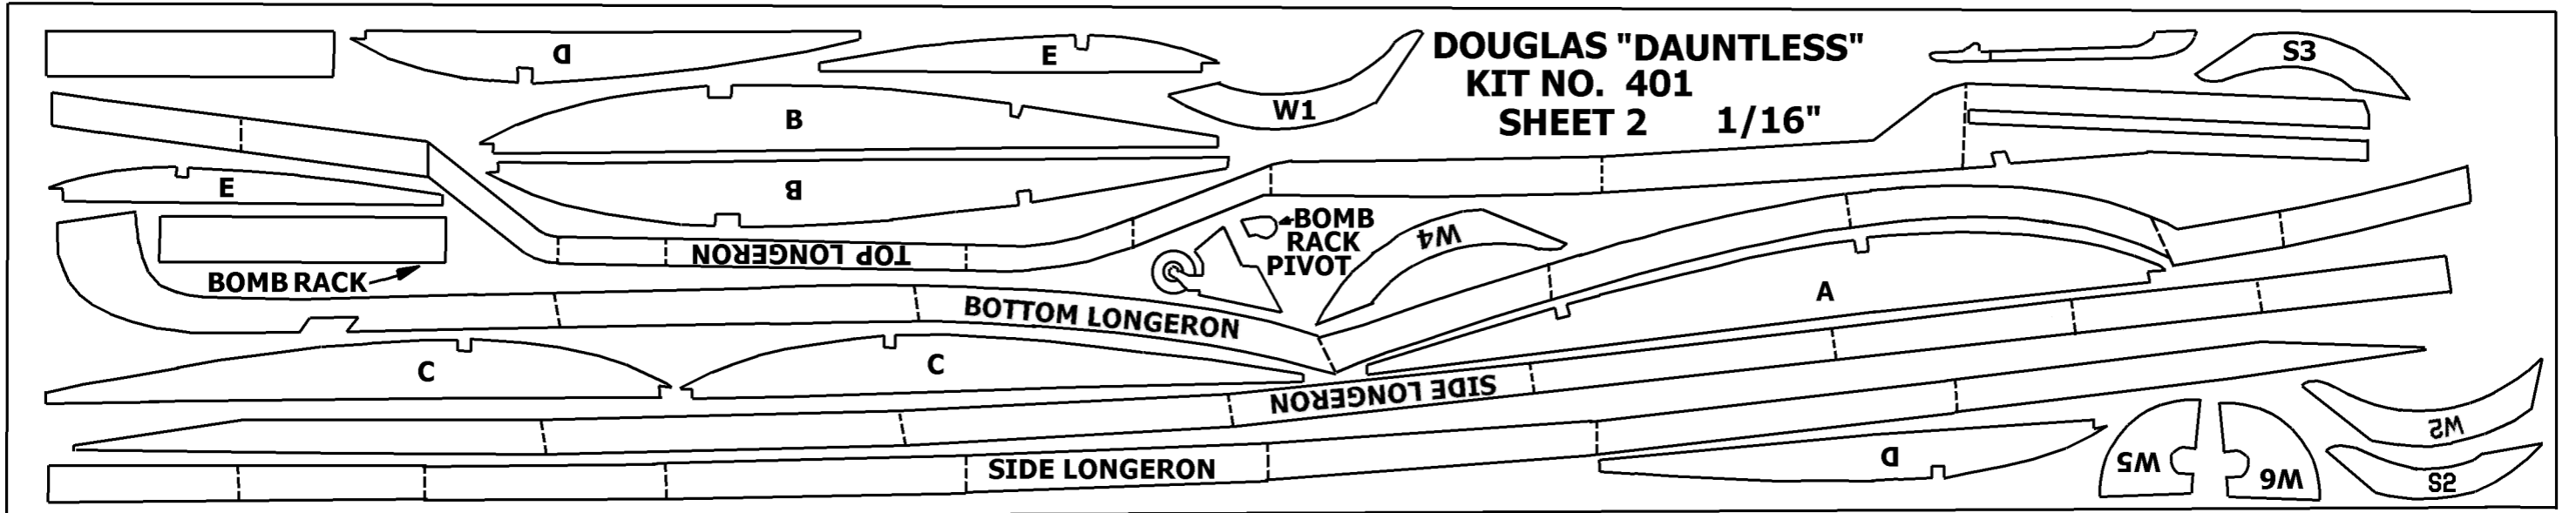 D
E
W1
DOUGLAS "DAUNTLESS"
KIT NO. 401
SHEET 2 1/16"
S3
B
E
B
TOP LONGERON
BOMB
RACK
PIVOT
W4
BOMB RACK
BOTTOM LONGERON
A
C
C
SIDE LONGERON
W2
SIDE LONGERON
D
W5
W6
S2